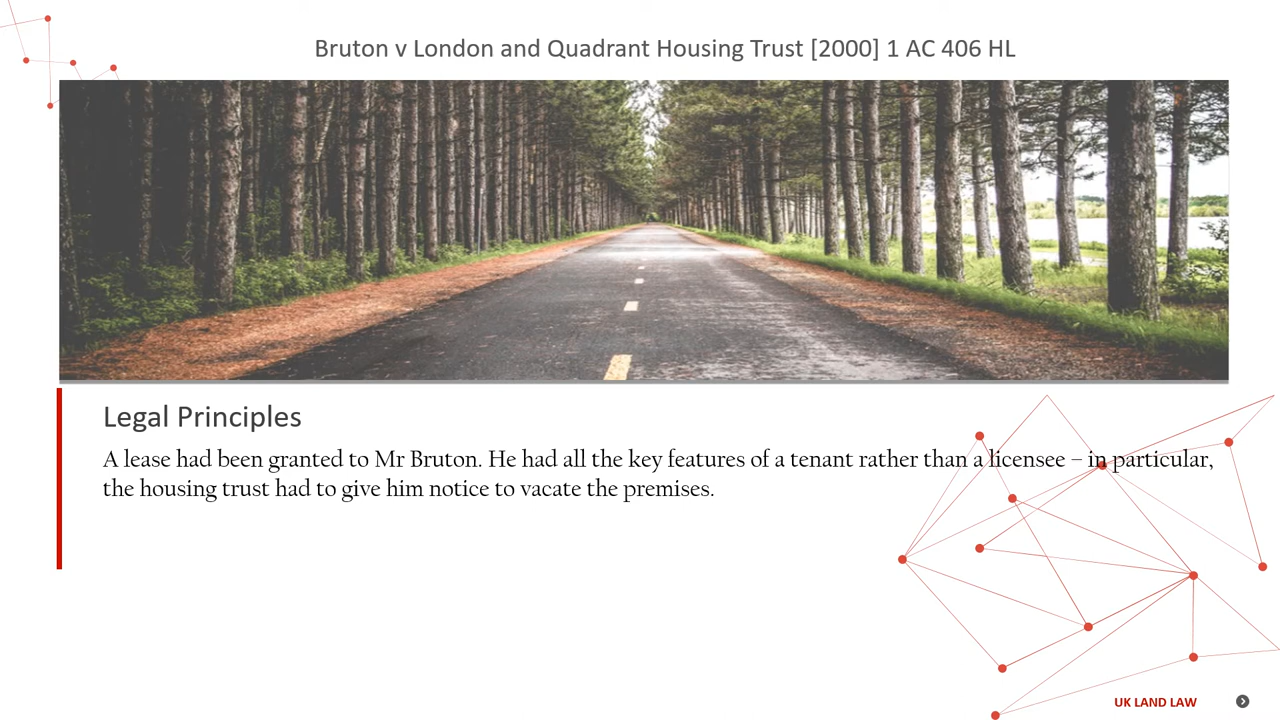 Bruton v London and Quadrant Housing Trust [2000] 1 AC 406 HL
Legal Principles
A lease had been granted to Mr Bruton. He had all the key features of a tenant rather than a licensee – in particular,
the housing trust had to give him notice to vacate the premises.
UK LAND LAW